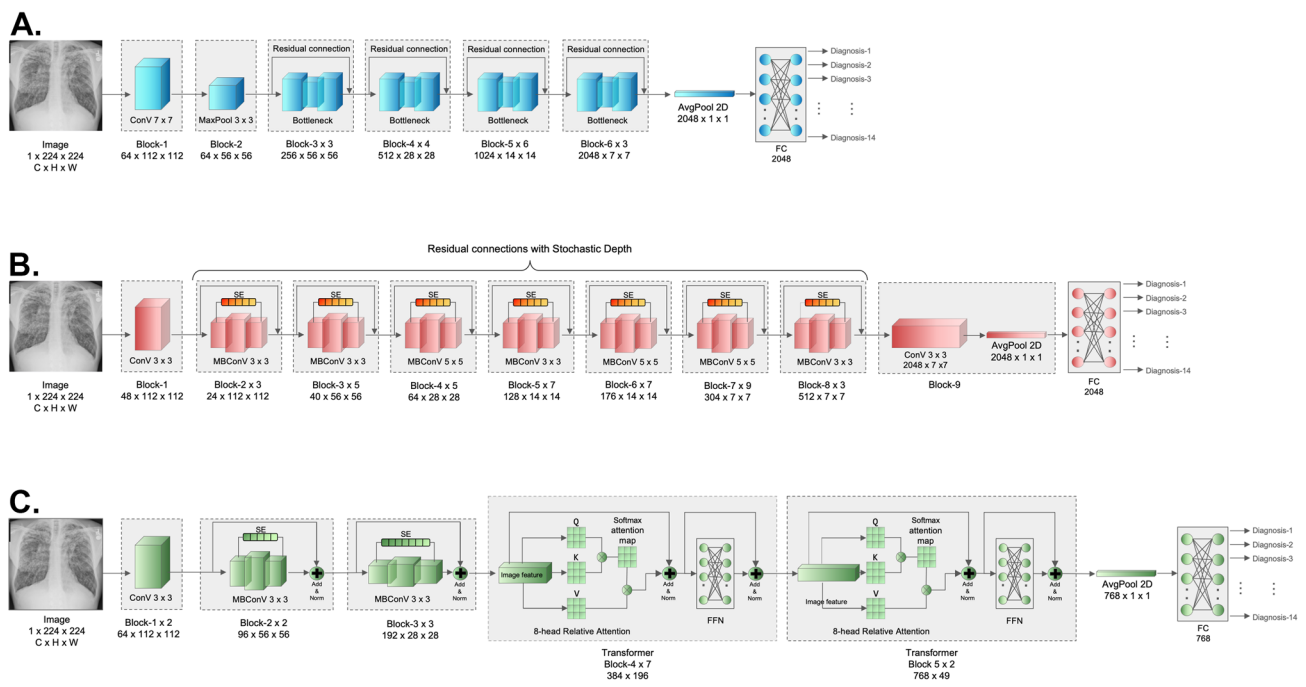 A.
Residual connection
Residual connection
Residual connection
Residual connection
ConV 7 x 7
MaxPool 3 x 3
Bottleneck
Bottleneck
Bottleneck
Bottleneck
AvgPool 2D
2048 x 1 x 1
Diagnosis-1
Diagnosis-2
Diagnosis-3
Diagnosis-14
FC
2048
Image
1 x 224 x 224
C x H x W
Block-1
64 x 112 x 112
Block-2
64 x 56 x 56
Block-3 x 3
256 x 56 x 56
Block-4 x 4
512 x 28 x 28
Block-5 x 6
1024 x 14 x 14
Block-6 x 3
2048 x 7 x 7
B.
Residual connections with Stochastic Depth
SE
SE
SE
SE
SE
SE
SE
ConV 3 x 3
MBConV 3 x 3
MBConV 3 x 3
MBConV 5 x 5
MBConV 3 x 3
MBConV 5 x 5
MBConV 5 x 5
MBConV 3 x 3
ConV 3 x 3
2048 x 7 x7
AvgPool 2D
2048 x 1 x 1
Diagnosis-1
Diagnosis-2
Diagnosis-3
Diagnosis-14
FC
2048
Image
1 x 224 x 224
C x H x W
Block-1
48 x 112 x 112
Block-2 x 3
24 x 112 x 112
Block-3 x 5
40 x 56 x 56
Block-4 x 5
64 x 28 x 28
Block-5 x 7
128 x 14 x 14
Block-6 x 7
176 x 14 x 14
Block-7 x 9
304 x 7 x 7
Block-8 x 3
512 x 7 x 7
Block-9
C.
SE
SE
ConV 3 x 3
MBConV 3 x 3
Add
&
Norm
MBConV 3 x 3
Add
&
Norm
Image feature
Q
K
V
Softmax
attention
map
Add
&
Norm
FFN
8-head Relative Attention
Image feature
Q
K
V
Softmax
attention
map
Add
&
Norm
FFN
8-head Relative Attention
AvgPool 2D
768 x 1 x 1
Diagnosis-1
Diagnosis-2
Diagnosis-3
Diagnosis-14
FC
768
Image
1 x 224 x 224
C x H x W
Block-1 x 2
64 x 112 x 112
Block-2 x 2
96 x 56 x 56
Block-3 x 3
192 x 28 x 28
Transformer
Block-4 x 7
384 x 196
Transformer
Block 5 x 2
768 x 49